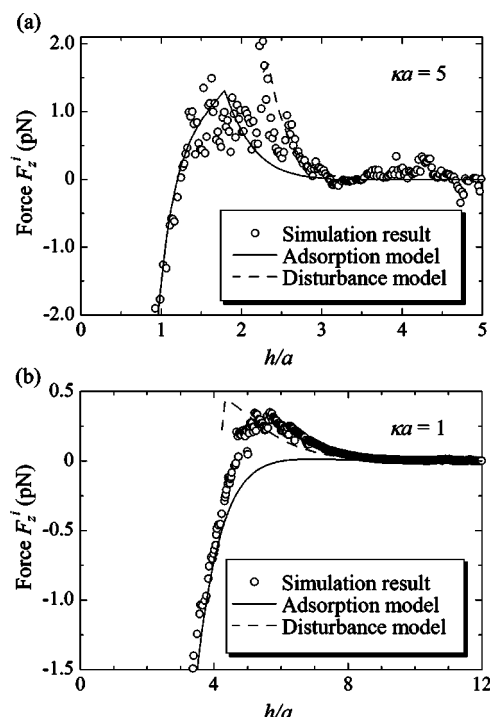 (a)
2.0
1.0
0
-1.0
-2.0
Force F_z^i (pN)
κa = 5
Simulation result
Adsorption model
Disturbance model
0 1 2 3 4 5
h/a
(b)
0.5
0
-0.5
-1.0
-1.5
Force F_z^i (pN)
κa = 1
Simulation result
Adsorption model
Disturbance model
0 4 8 12
h/a